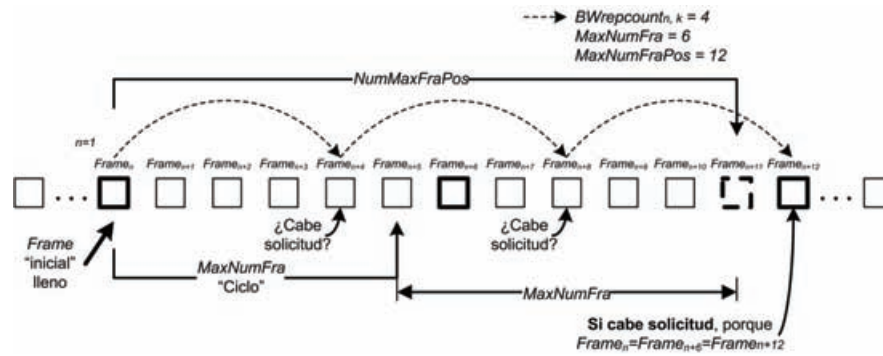 BWrepcountn, k = 4
MaxNumFra = 6
MaxNumFraPos = 12
NumMaxFraPos
n=1
Framen Framen+1 Framen+2 Framen+3 Framen+4 Framen+5 Framen+6 Framen+7 Framen+8 Framen+9 Framen+10 Framen+11 Framen+12
... ...
¿Cabe solicitud? ¿Cabe solicitud?
Frame
"inicial"
lleno
MaxNumFra
"Ciclo"
MaxNumFra
Si cabe solicitud, porque
Framen=Framen+6=Framen+12